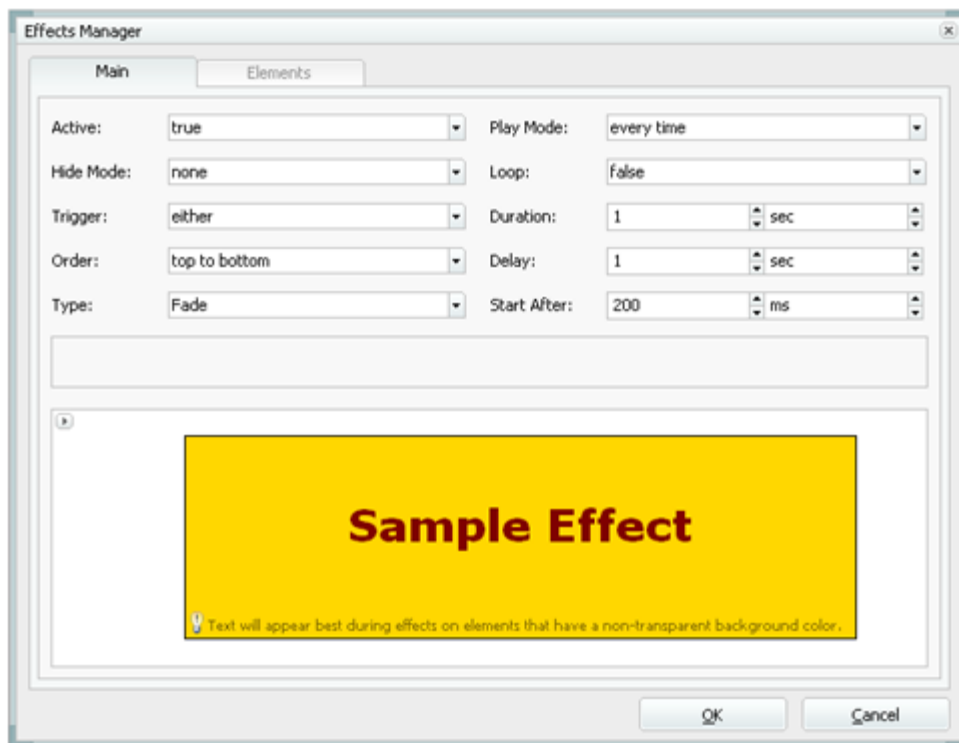 Effects Manager
Main Elements
Active: true Play Mode: every time
Hide Mode: none Loop: false
Trigger: either Duration: 1 sec
Order: top to bottom Delay: 1 sec
Type: Fade Start After: 200 ms
Sample Effect
Text will appear best during effects on elements that have a non-transparent background color.
OK Cancel